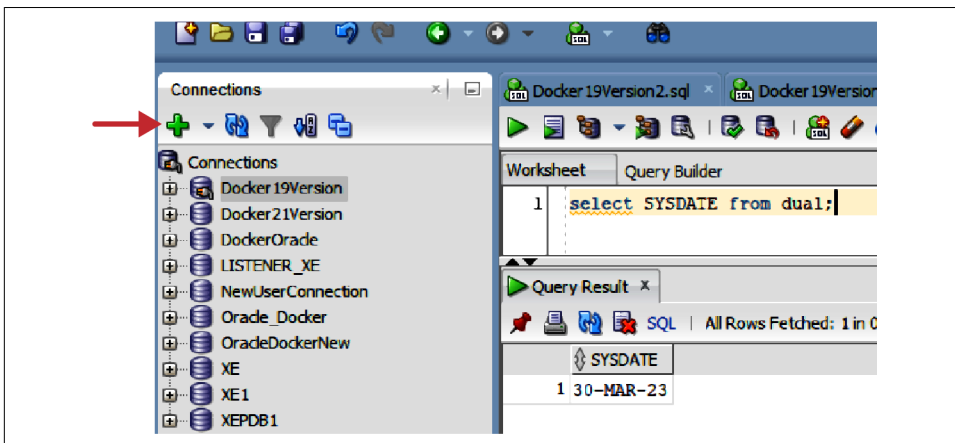 Connections
Connections
Docker19Version
Docker21Version
DockerOracle
LISTENER_XE
NewUserConnection
Oracle_Docker
OracleDockerNew
XE
XE1
XEPDB1
Docker19Version2.sql
Docker19Version
Worksheet Query Builder
1 select SYSDATE from dual;
Query Result
SQL | All Rows Fetched: 1 in 0
SYSDATE
1 30-MAR-23